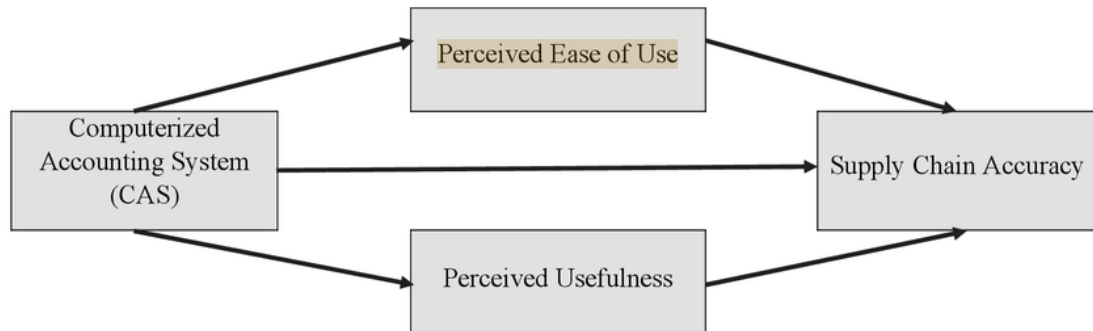 Perceived Ease of Use
Computerized
Accounting System
(CAS)
Supply Chain Accuracy
Perceived Usefulness